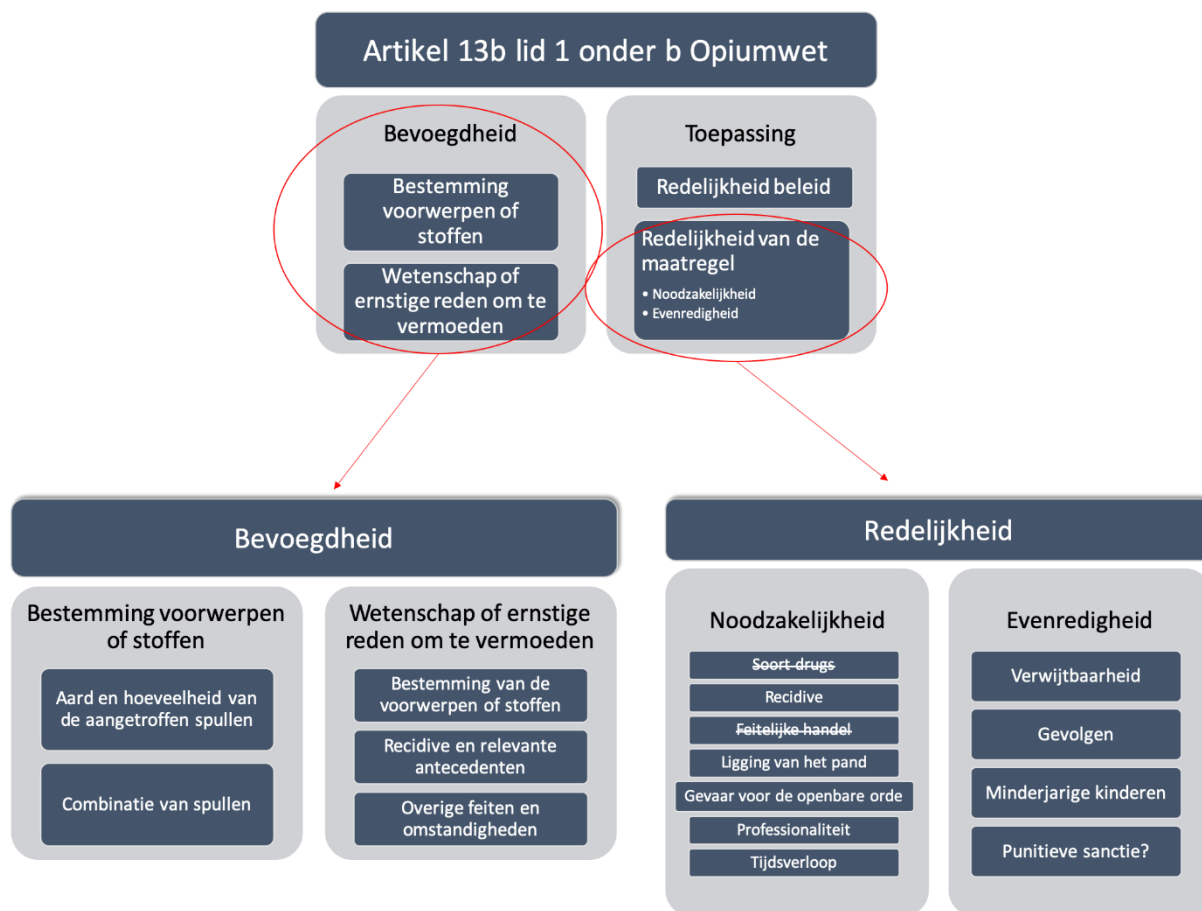 Artikel 13b lid 1 onder b Opiumwet
Bevoegdheid
Bestemming
voorwerpen of
stoffen
Wetenschap of
ernstige reden om te
vermoeden
Toepassing
Redelijkheid beleid
Redelijkheid van de
maatregel
• Noodzakelijkheid
• Evenredigheid
Bevoegdheid
Bestemming voorwerpen
of stoffen
Aard en hoeveelheid van
de aangetroffen spullen
Combinatie van spullen
Wetenschap of ernstige
reden om te vermoeden
Bestemming van de
voorwerpen of stoffen
Recidive en relevante
antecedenten
Overige feiten en
omstandigheden
Redelijkheid
Noodzakelijkheid
Soort drugs
Recidive
Feitelijke handel
Ligging van het pand
Gevaar voor de openbare orde
Professionaliteit
Tijdsverloop
Evenredigheid
Verwijtbaarheid
Gevolgen
Minderjarige kinderen
Punitieve sanctie?